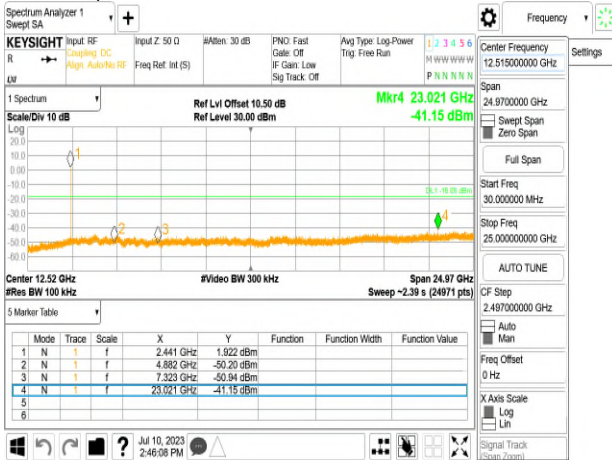 Spectrum Analyzer 1
Swept SA
Frequency
Settings
KEYSIGHT Input: RF Input Z: 50 Ω #Atten: 30 dB PNO: Fast Avg Type: Log-Power 1 2 3 4 5 6
R Coupling: DC Gate: Off Trig: Free Run M W W W W W
Align: Auto/No RF Freq Ref: Int (S) IF Gain: Low
Sig Track: Off P N N N N N
1 Spectrum
Ref Lvl Offset 10.50 dB
Mkr4 23.021 GHz
Scale/Div 10 dB Ref Level 30.00 dBm -41.15 dBm
Log
20.0
10.0
0.00
-10.0
-20.0
-30.0
-40.0
-50.0
-60.0
1
2
3
4
Center 12.52 GHz #Video BW 300 kHz Span 24.97 GHz
#Res BW 100 kHz Sweep ~2.39 s (24971 pts)
5 Marker Table
Mode Trace Scale X Y Function Function Width Function Value
1 N 1 f 2.441 GHz 1.922 dBm
2 N 1 f 4.882 GHz -50.20 dBm
3 N 1 f 7.323 GHz -50.94 dBm
4 N 1 f 23.021 GHz -41.15 dBm
5
6
Jul 10, 2023
2:46:08 PM
Center Frequency
12.515000000 GHz
Span
24.9700000 GHz
Swept Span
Zero Span
Full Span
Start Freq
30.000000 MHz
Stop Freq
25.000000000 GHz
AUTO TUNE
CF Step
2.497000000 GHz
Auto
Man
Freq Offset
0 Hz
X Axis Scale
Log
Lin
Signal Track
(Span Zoom)